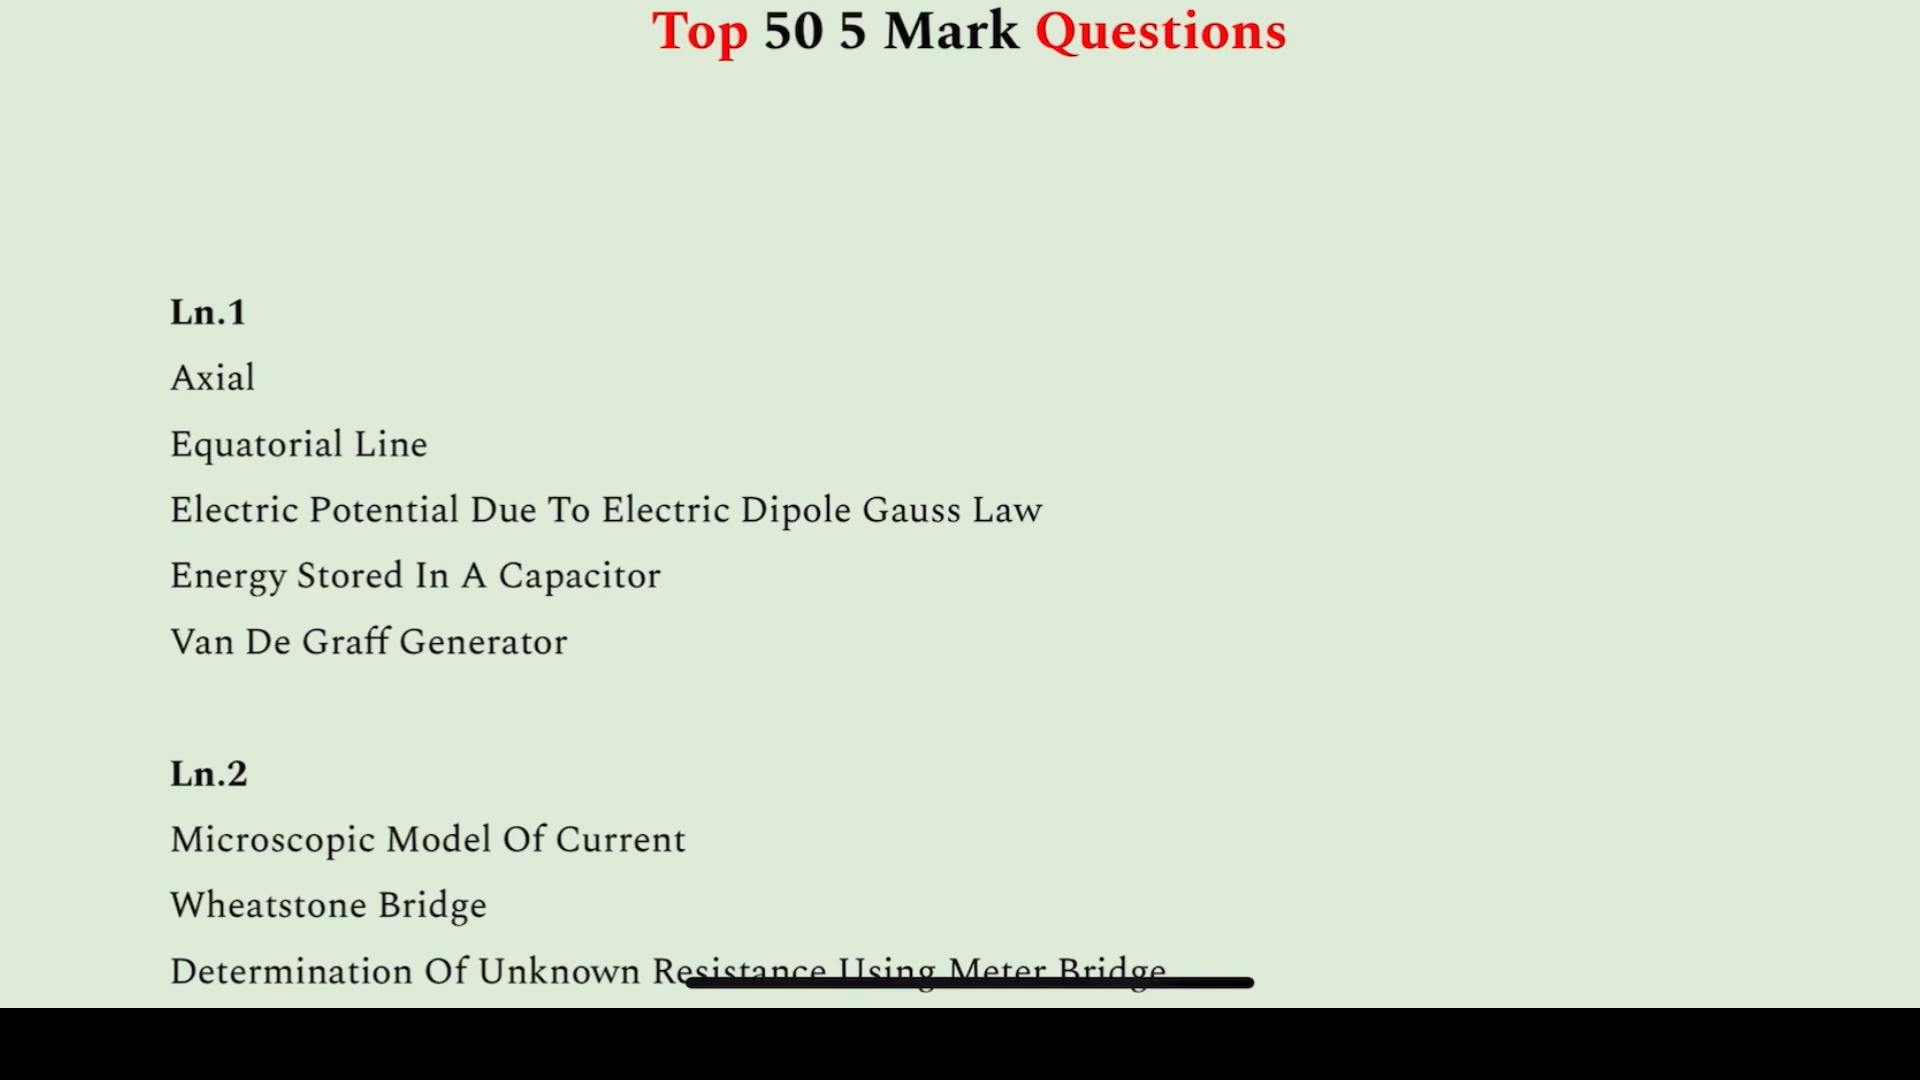 Top 50 5 Mark Questions
Ln.1
Axial
Equatorial Line
Electric Potential Due To Electric Dipole Gauss Law
Energy Stored In A Capacitor
Van De Graff Generator
Ln.2
Microscopic Model Of Current
Wheatstone Bridge
Determination Of Unknown Resistance Using Meter Bridge